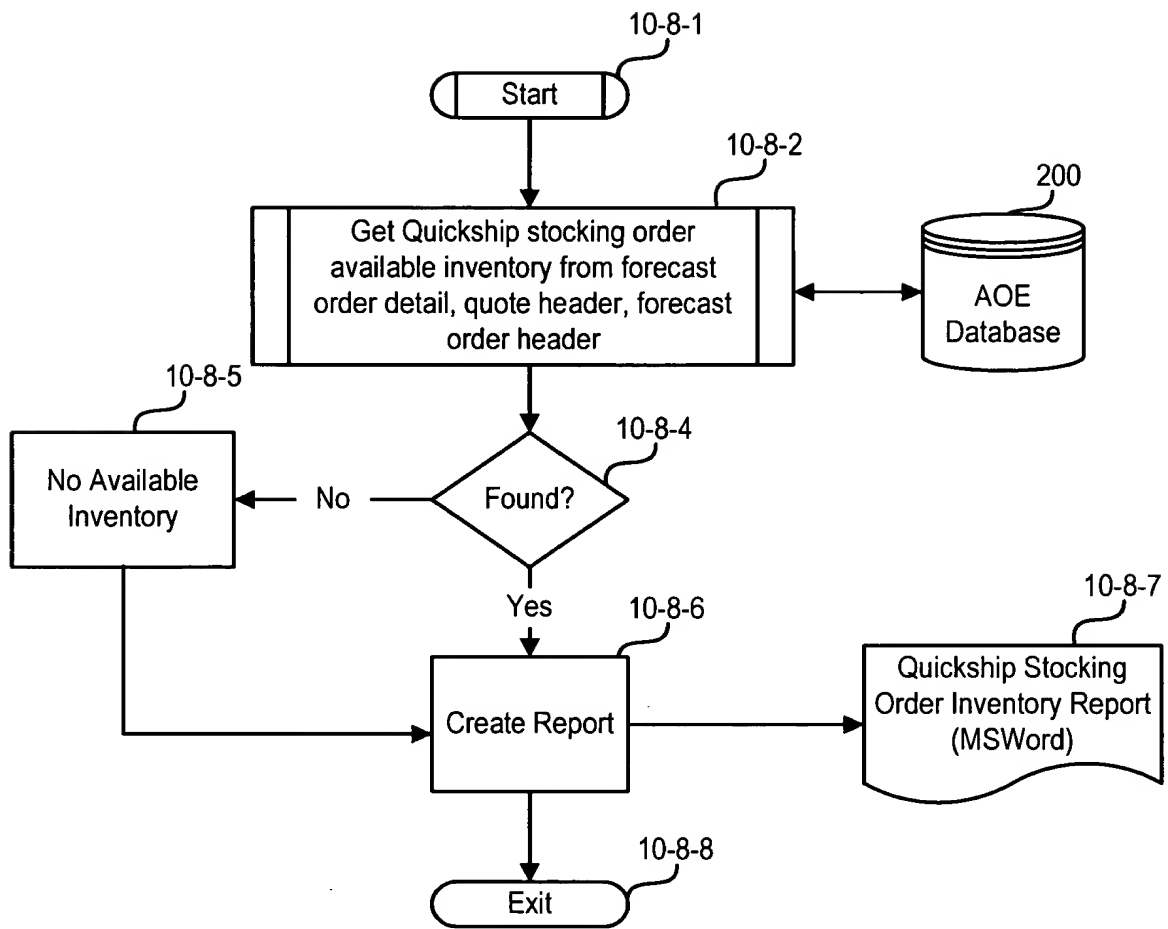 10-8-1
Start
10-8-2
200
Get Quickship stocking order
available inventory from forecast
order detail, quote header, forecast
order header
AOE
Database
10-8-5
10-8-4
No Available
Inventory
No
Found?
Yes
10-8-6
10-8-7
Create Report
Quickship Stocking
Order Inventory Report
(MSWord)
10-8-8
Exit